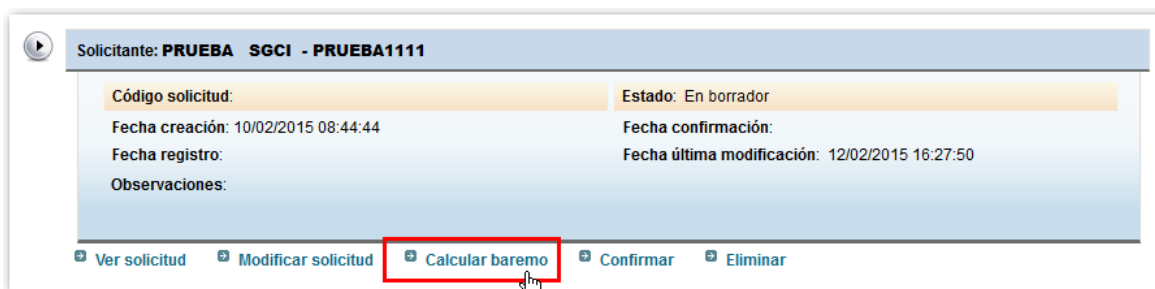 Solicitante: PRUEBA SGCI - PRUEBA1111
Código solicitud: Estado: En borrador
Fecha creación: 10/02/2015 08:44:44 Fecha confirmación:
Fecha registro: Fecha última modificación: 12/02/2015 16:27:50
Observaciones:
Ver solicitud Modificar solicitud Calcular baremo Confirmar Eliminar